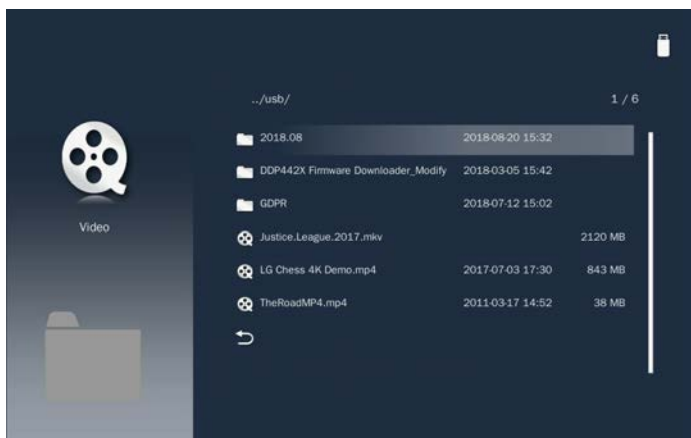 ../usb/ 1 / 6
2018.08 2018-08-20 15:32
DDP442X Firmware Downloader_Modify 2018-03-05 15:42
GDPR 2018-07-12 15:02
Video
Justice.League.2017.mkv 2120 MB
LG Chess 4K Demo.mp4 2017-07-03 17:30 843 MB
TheRoadMP4.mp4 2011-03-17 14:52 38 MB